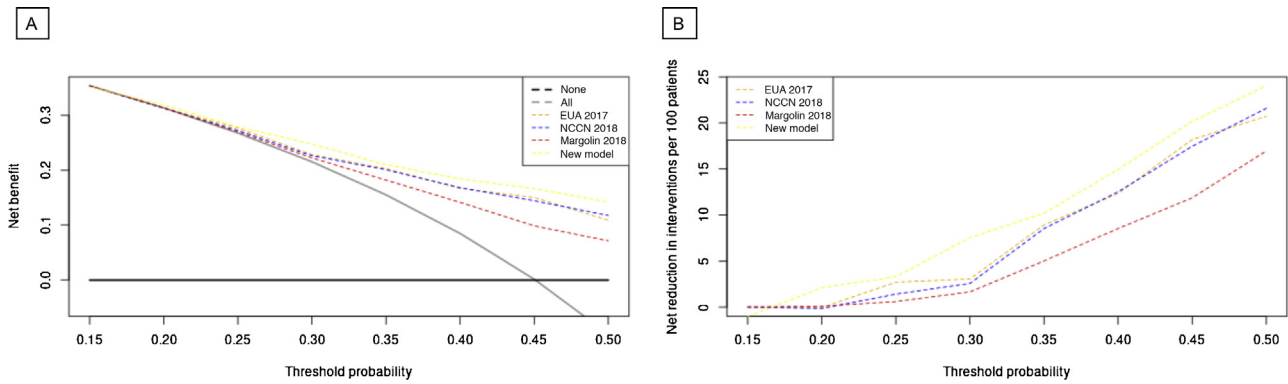 A
Net benefit
0.3
0.2
0.1
0.0
None
All
EUA 2017
NCCN 2018
Margolin 2018
New model
0.15 0.20 0.25 0.30 0.35 0.40 0.45 0.50
Threshold probability
B
Net reduction in interventions per 100 patients
25
20
15
10
5
0
EUA 2017
NCCN 2018
Margolin 2018
New model
0.15 0.20 0.25 0.30 0.35 0.40 0.45 0.50
Threshold probability